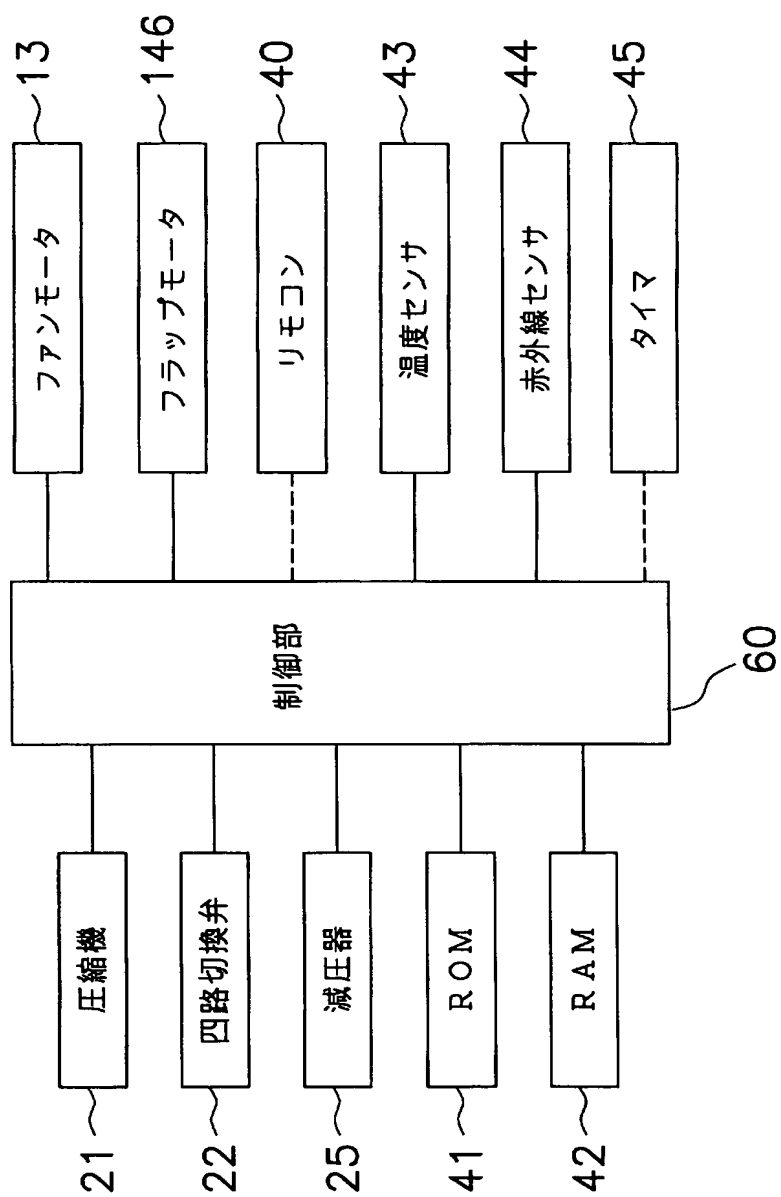 圧縮機
21
四路切換弁
22
減圧器
25
ROM
41
RAM
42
制御部
60
ファンモータ
13
フラップモータ
146
リモコン
40
温度センサ
43
赤外線センサ
44
タイマ
45